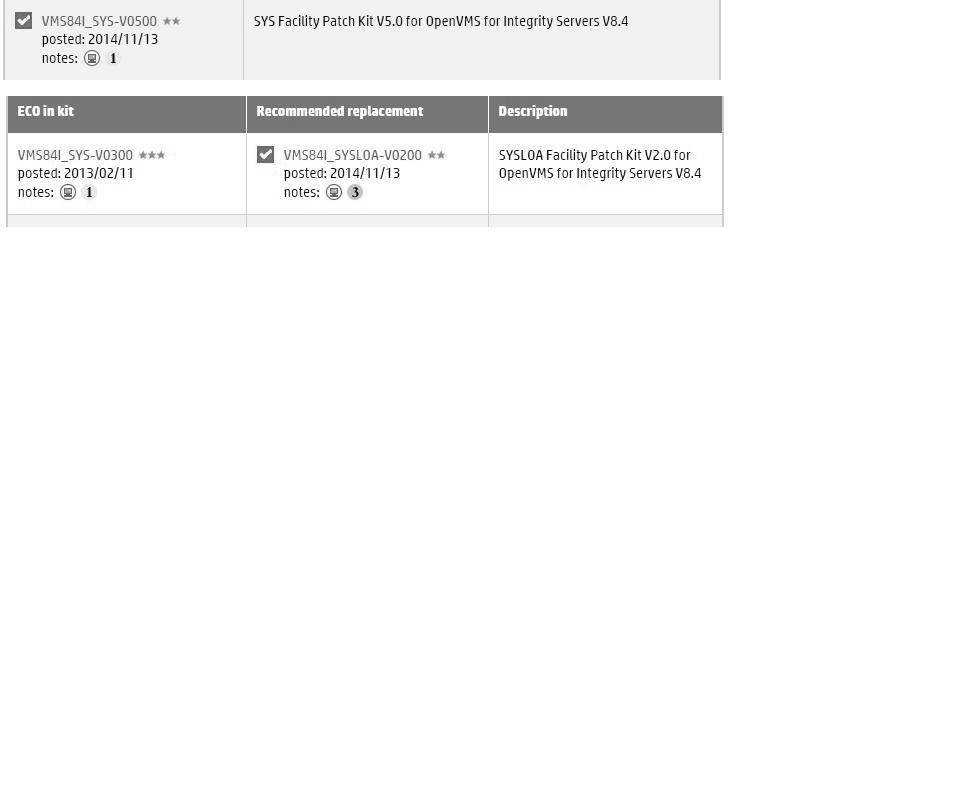 VMS84I_SYS-V0500 ★★ SYS Facility Patch Kit V5.0 for OpenVMS for Integrity Servers V8.4
posted: 2014/11/13
notes: 1
ECO in kit Recommended replacement Description
VMS84I_SYS-V0300 ★★★ VMS84I_SYSLOA-V0200 ★★ SYSLOA Facility Patch Kit V2.0 for
posted: 2013/02/11 posted: 2014/11/13 OpenVMS for Integrity Servers V8.4
notes: 1 notes: 3